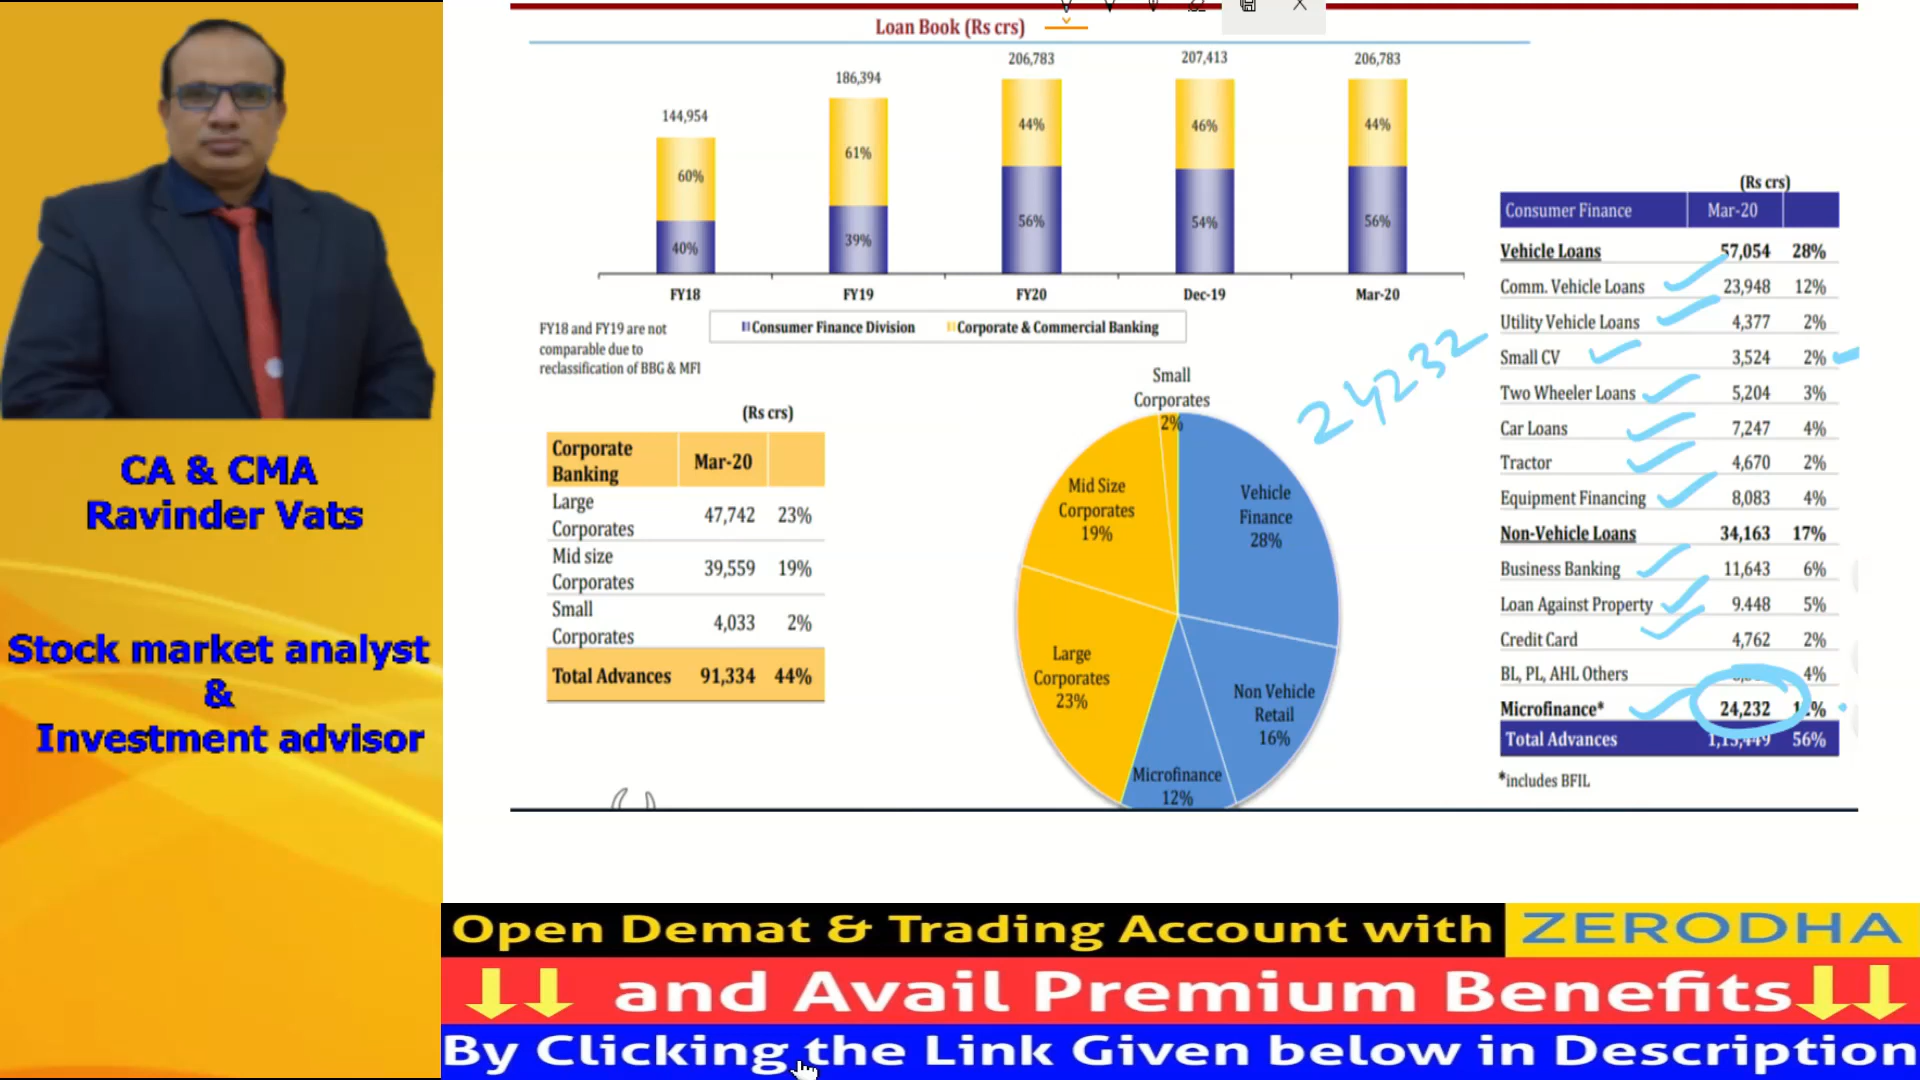 CA & CMA
Ravinder Vats
Stock market analyst
&
Investment advisor
Loan Book (Rs crs)
144,954
186,394
206,783
207,413
206,783
60%
61%
44%
46%
44%
40%
39%
56%
54%
56%
FY18
FY19
FY20
Dec-19
Mar-20
Consumer Finance Division
Corporate & Commercial Banking
FY18 and FY19 are not
comparable due to
reclassification of BBG & MFI
(Rs crs)
Corporate Banking Mar-20
Large Corporates 47,742 23%
Mid size Corporates 39,559 19%
Small Corporates 4,033 2%
Total Advances 91,334 44%
Small
Corporates
2%
Mid Size
Corporates
19%
Vehicle
Finance
28%
Large
Corporates
23%
Non Vehicle
Retail
16%
Microfinance
12%
24232
(Rs crs)
Consumer Finance Mar-20
Vehicle Loans 57,054 28%
Comm. Vehicle Loans 23,948 12%
Utility Vehicle Loans 4,377 2%
Small CV 3,524 2%
Two Wheeler Loans 5,204 3%
Car Loans 7,247 4%
Tractor 4,670 2%
Equipment Financing 8,083 4%
Non-Vehicle Loans 34,163 17%
Business Banking 11,643 6%
Loan Against Property 9.448 5%
Credit Card 4,762 2%
BL, PL, AHL Others 4%
Microfinance* 24,232
Total Advances 56%
*includes BFIL
Open Demat & Trading Account with ZERODHA
and Avail Premium Benefits
By Clicking the Link Given below in Description